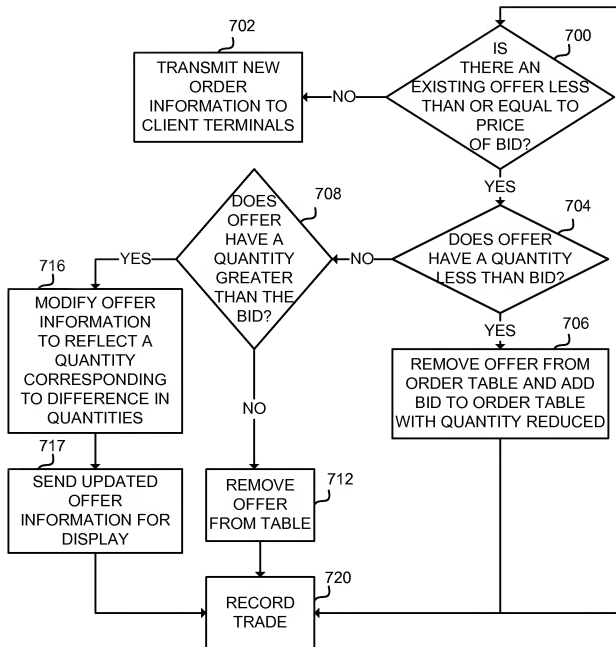 702
TRANSMIT NEW
ORDER
INFORMATION TO
CLIENT TERMINALS
NO
700
IS
THERE AN
EXISTING OFFER LESS
THAN OR EQUAL TO
PRICE
OF BID?
YES
704
DOES OFFER
HAVE A QUANTITY
LESS THAN BID?
NO
YES
708
DOES
OFFER
HAVE A
QUANTITY
GREATER
THAN THE
BID?
YES
NO
716
MODIFY OFFER
INFORMATION
TO REFLECT A
QUANTITY
CORRESPONDING
TO DIFFERENCE IN
QUANTITIES
706
REMOVE OFFER FROM
ORDER TABLE AND ADD
BID TO ORDER TABLE
WITH QUANTITY REDUCED
717
SEND UPDATED
OFFER
INFORMATION FOR
DISPLAY
712
REMOVE
OFFER
FROM TABLE
720
RECORD
TRADE